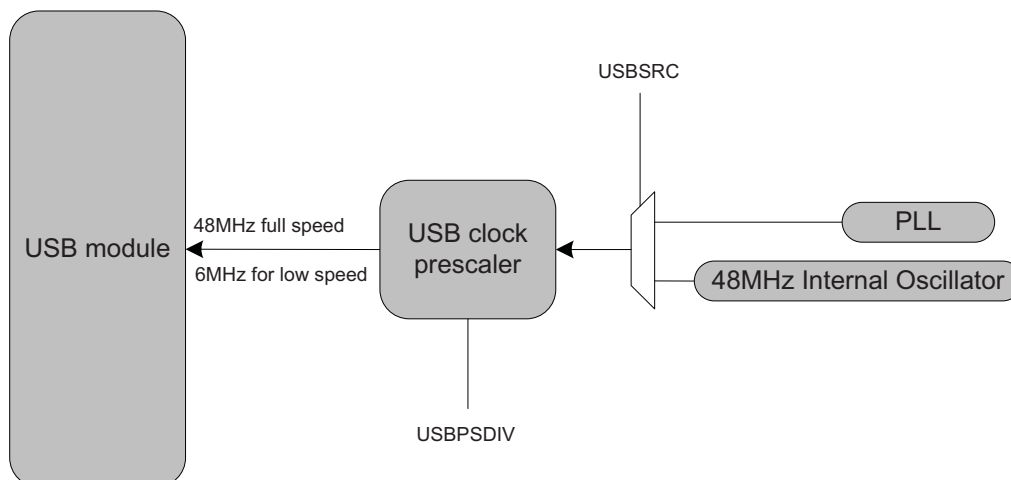 USBSRC
PLL
48MHz full speed
USB clock
prescaler
USB module
6MHz for low speed
48MHz Internal Oscillator
USBPSDIV